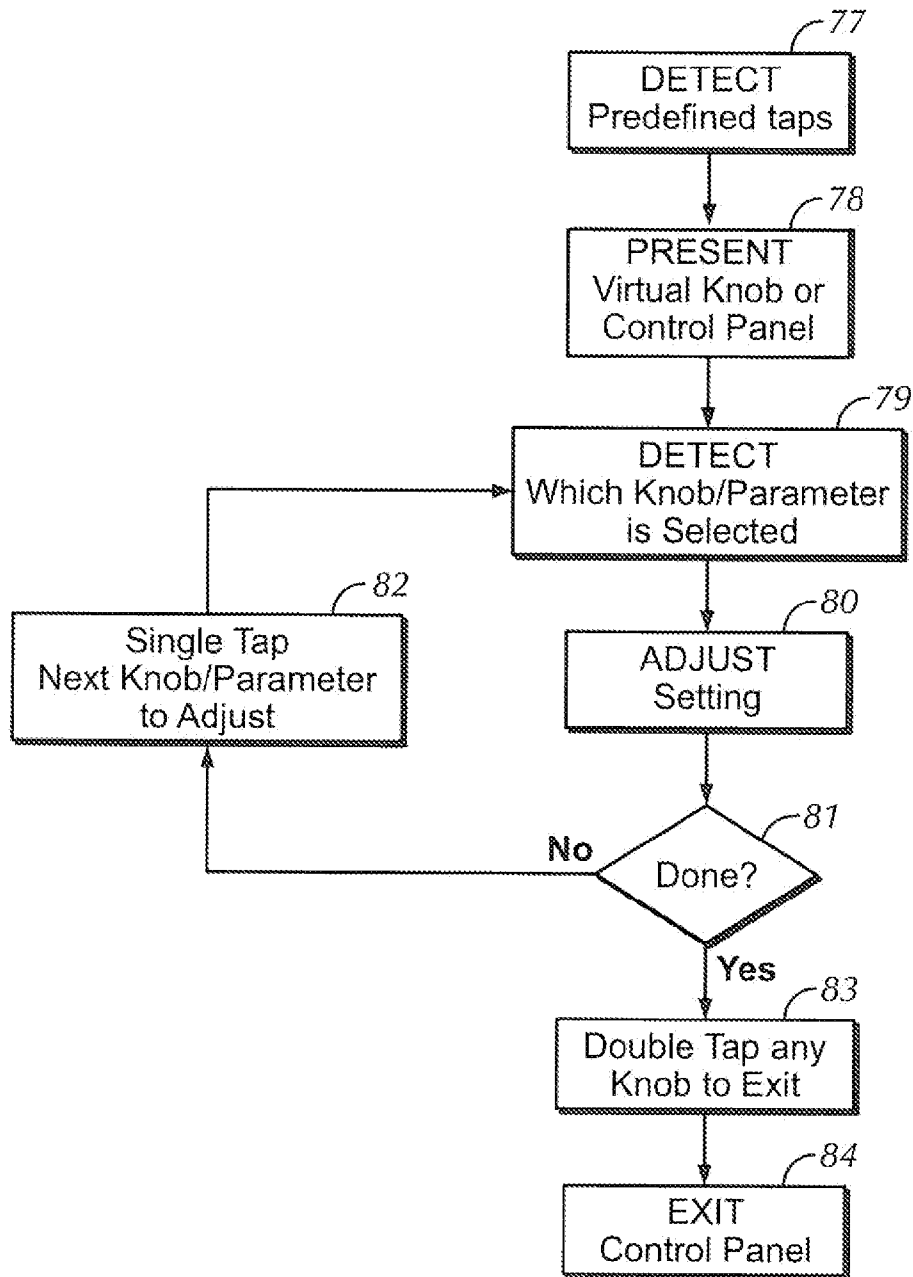 77
DETECT
Predefined taps
78
PRESENT
Virtual Knob or
Control Panel
79
DETECT
Which Knob/Parameter
is Selected
82
Single Tap
Next Knob/Parameter
to Adjust
80
ADJUST
Setting
81
No
Done?
Yes
83
Double Tap any
Knob to Exit
84
EXIT
Control Panel